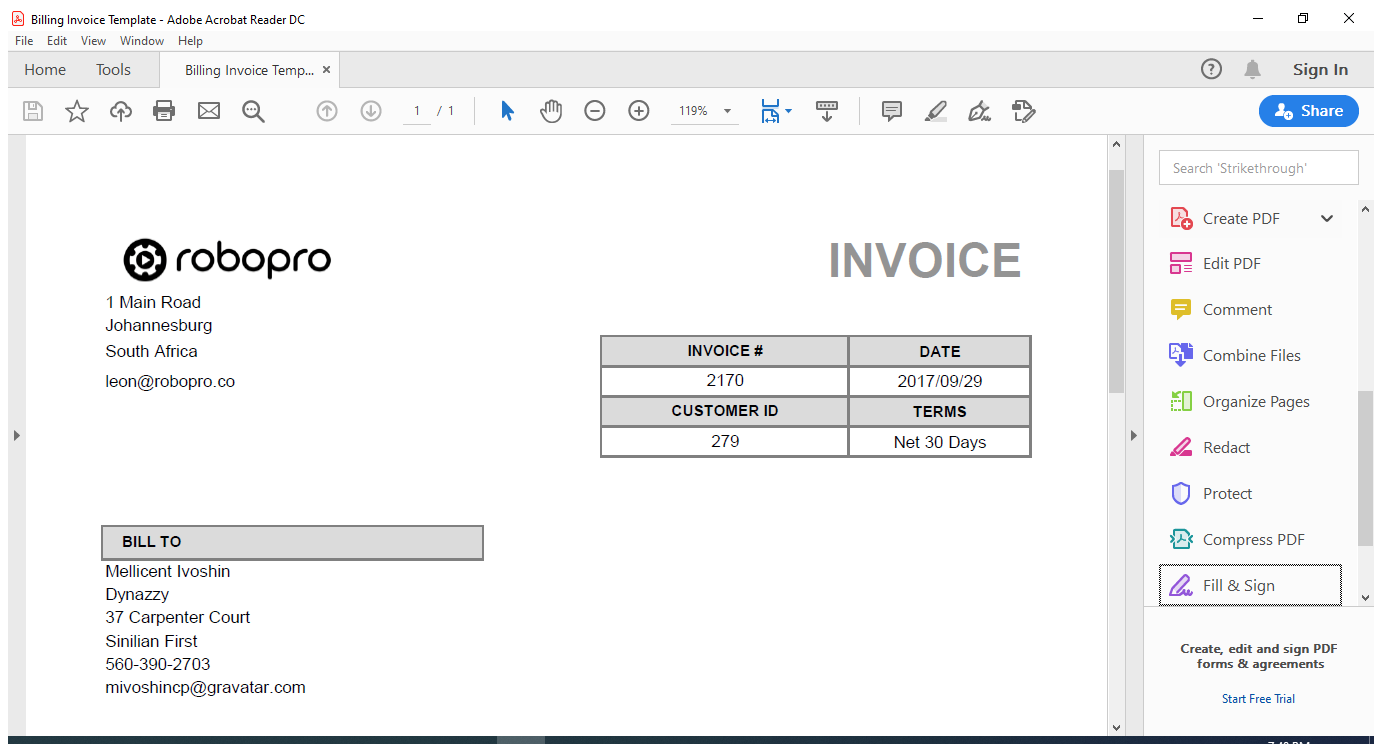 Billing Invoice Template - Adobe Acrobat Reader DC
File Edit View Window Help
Home Tools Billing Invoice Temp... ×
Sign In
1 / 1
119%
Share
robopro
1 Main Road
Johannesburg
South Africa
leon@robopro.co
INVOICE
INVOICE # DATE
2170 2017/09/29
CUSTOMER ID TERMS
279 Net 30 Days
BILL TO
Mellicent Ivoshin
Dynazzy
37 Carpenter Court
Sinilian First
560-390-2703
mivoshincp@gravatar.com
Search 'Strikethrough'
Create PDF
Edit PDF
Comment
Combine Files
Organize Pages
Redact
Protect
Compress PDF
Fill & Sign
Create, edit and sign PDF
forms & agreements
Start Free Trial